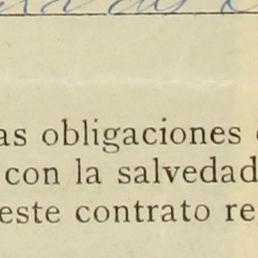 as obligaciones
con la salvedad
este contrato re